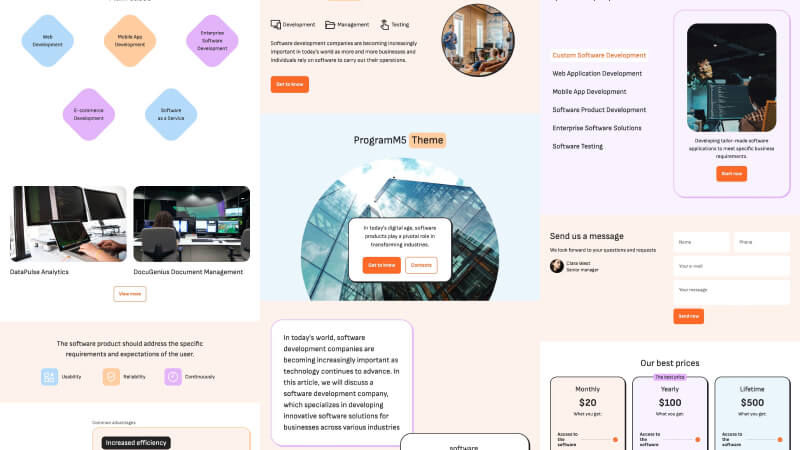 Web
Development
Mobile App
Development
Enterprise
Software
Development
E-commerce
Development
Software
as a Service
DataPulse Analytics
DocuGenius Document Management
View more
The software product should address the specific
requirements and expectations of the user.
Usability
Reliability
Continuously
Common advantages
Increased efficiency
Development
Management
Testing
Software development companies are becoming increasingly
important in today's world as more and more businesses and
individuals rely on software to carry out their operations.
Get to know
ProgramM5 Theme
In today's digital age, software
products play a pivotal role in
transforming industries.
Get to know
Contacts
In today's world, software
development companies are
becoming increasingly important as
technology continues to advance. In
this article, we will discuss a
software development company,
which specializes in developing
innovative software solutions for
businesses across various industries
software
Custom Software Development
Web Application Development
Mobile App Development
Software Product Development
Enterprise Software Solutions
Software Testing
Developing tailor-made software
applications to meet specific business
requirements.
Start now
Send us a message
We look forward to your questions and requests
Clara West
Senior manager
Name
Phone
Your e-mail
Your message
Send now
Our best prices
Monthly
$20
What you get:
Access to
the
software
The best price
Yearly
$100
What you get:
Access to
the
software
Lifetime
$500
What you get:
Access to
the
software